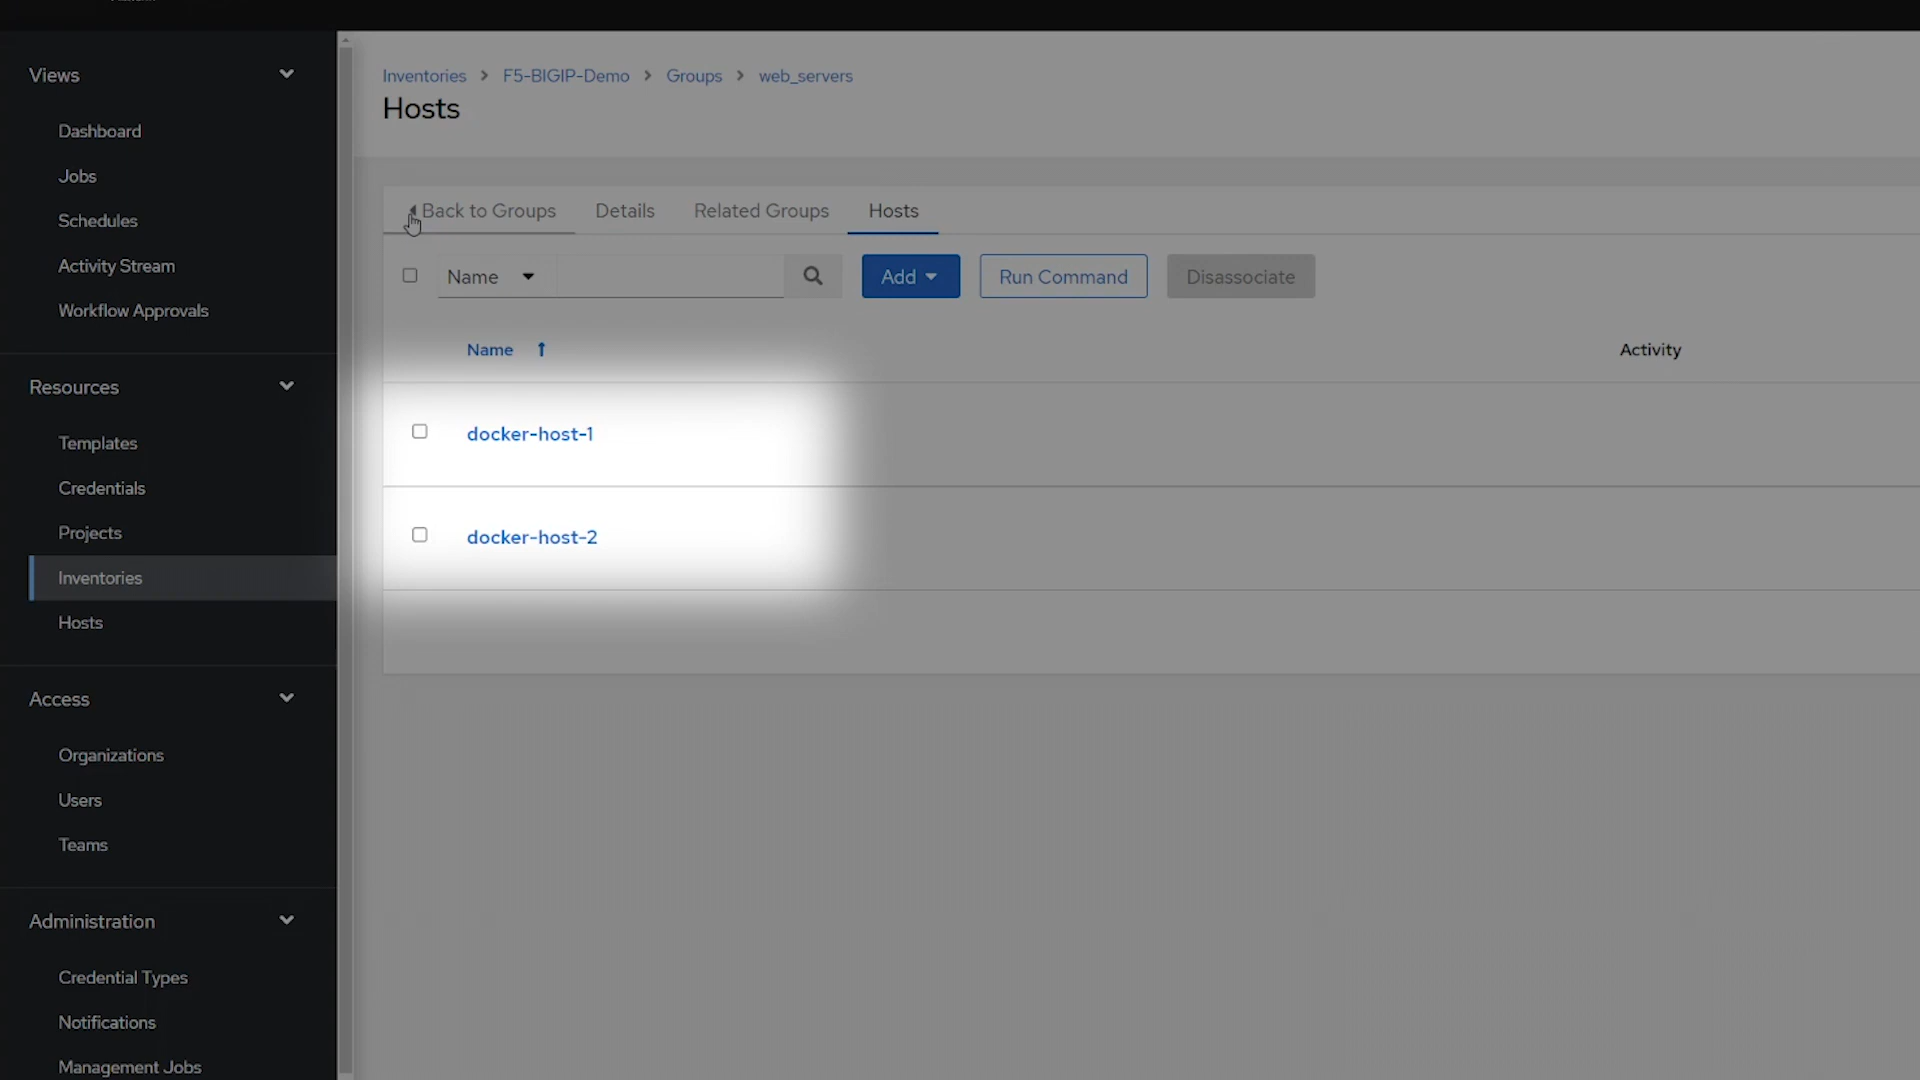 Views
Dashboard
Jobs
Schedules
Activity Stream
Workflow Approvals
Resources
Templates
Credentials
Projects
Inventories
Hosts
Access
Organizations
Users
Teams
Administration
Credential Types
Notifications
Management Jobs
Inventories > F5-BIGIP-Demo > Groups > web_servers
Hosts
Back to Groups Details Related Groups Hosts
Name Add Run Command Disassociate
Name Activity
docker-host-1
docker-host-2